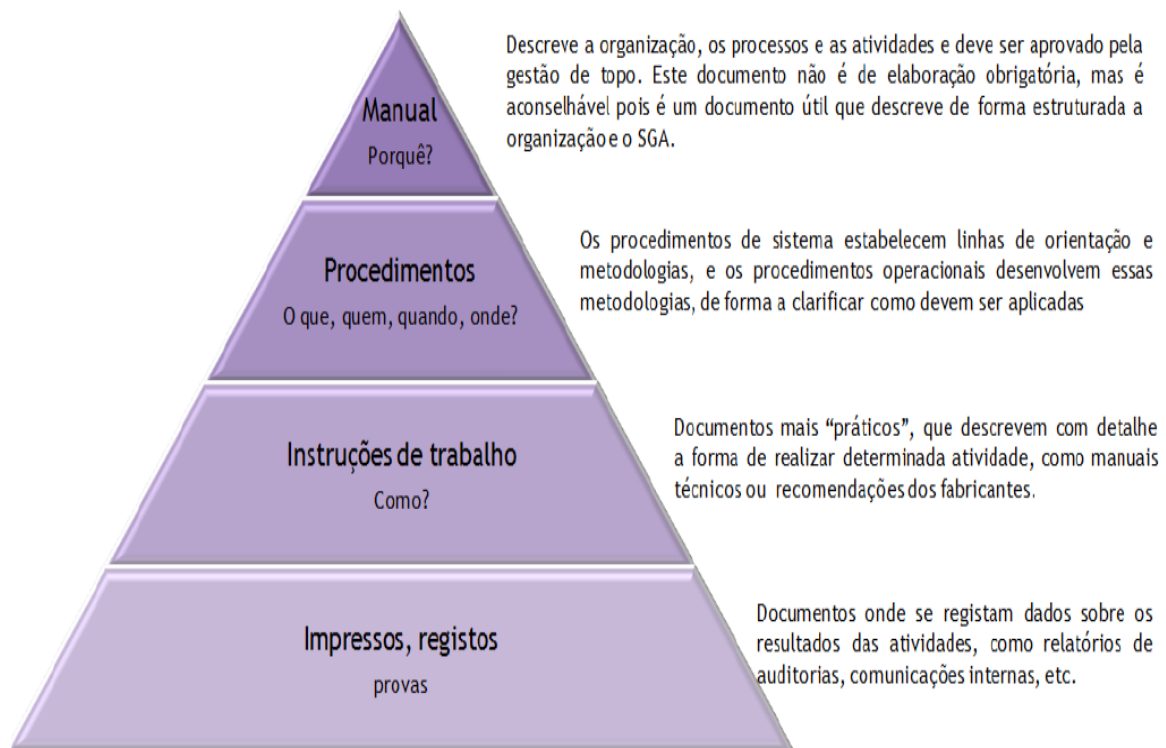 Manual
Porquê?
Descreve a organização, os processos e as atividades e deve ser aprovado pela
gestão de topo. Este documento não é de elaboração obrigatória, mas é
aconselhável pois é um documento útil que descreve de forma estruturada a
organização e o SGA.
Procedimentos
O que, quem, quando, onde?
Os procedimentos de sistema estabelecem linhas de orientação e
metodologias, e os procedimentos operacionais desenvolvem essas
metodologias, de forma a clarificar como devem ser aplicadas
Instruções de trabalho
Como?
Documentos mais “práticos”, que descrevem com detalhe
a forma de realizar determinada atividade, como manuais
técnicos ou recomendações dos fabricantes.
Impressos, registos
provas
Documentos onde se registam dados sobre os
resultados das atividades, como relatórios de
auditorias, comunicações internas, etc.